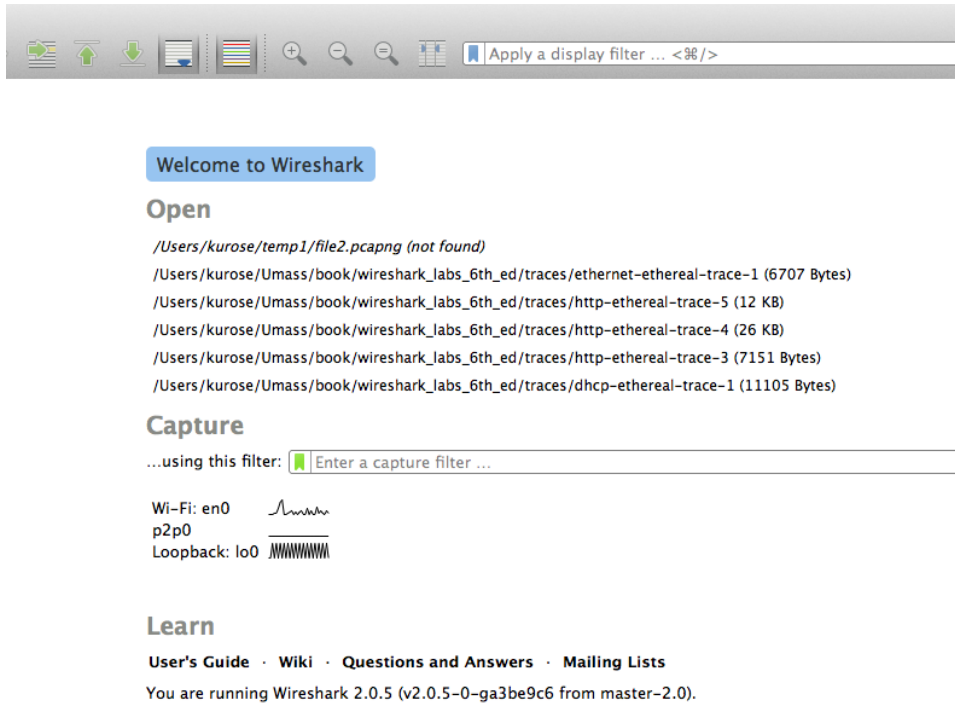 Apply a display filter ... <⌘/>
Welcome to Wireshark
Open
/Users/kurose/temp1/file2.pcapng (not found)
/Users/kurose/Umass/book/wireshark_labs_6th_ed/traces/ethernet-ethereal-trace-1 (6707 Bytes)
/Users/kurose/Umass/book/wireshark_labs_6th_ed/traces/http-ethereal-trace-5 (12 KB)
/Users/kurose/Umass/book/wireshark_labs_6th_ed/traces/http-ethereal-trace-4 (26 KB)
/Users/kurose/Umass/book/wireshark_labs_6th_ed/traces/http-ethereal-trace-3 (7151 Bytes)
/Users/kurose/Umass/book/wireshark_labs_6th_ed/traces/dhcp-ethereal-trace-1 (11105 Bytes)
Capture
...using this filter: Enter a capture filter ...
Wi-Fi: en0
p2p0
Loopback: lo0
Learn
User's Guide · Wiki · Questions and Answers · Mailing Lists
You are running Wireshark 2.0.5 (v2.0.5-0-ga3be9c6 from master-2.0).